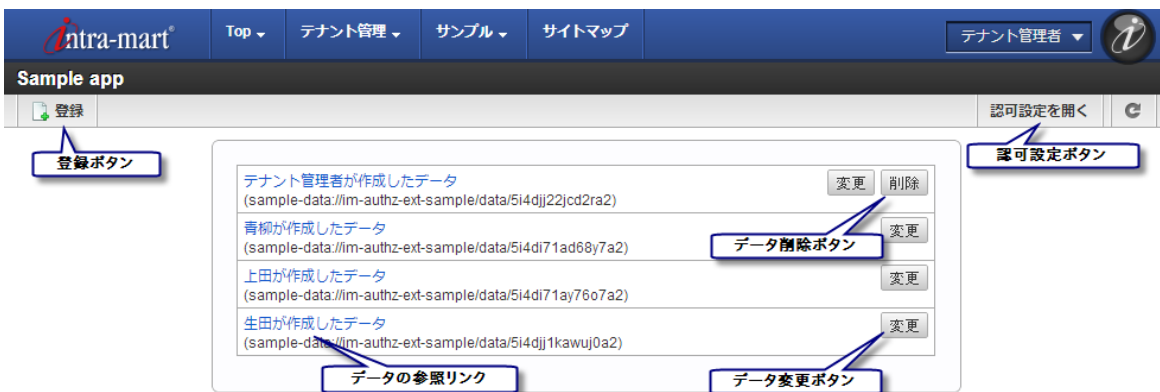 intra-mart® Top テナント管理 サンプル サイトマップ テナント管理者
Sample app
登録 認可設定を開く
登録ボタン 認可設定ボタン
テナント管理者が作成したデータ 変更 削除
(sample-data://im-authz-ext-sample/data/5i4djj22jcd2ra2)
青柳が作成したデータ 変更
(sample-data://im-authz-ext-sample/data/5i4di71ad68y7a2)
データ削除ボタン
上田が作成したデータ 変更
(sample-data://im-authz-ext-sample/data/5i4di71ay76o7a2)
生田が作成したデータ 変更
(sample-data://im-authz-ext-sample/data/5i4djj1kawuj0a2)
データの参照リンク データ変更ボタン